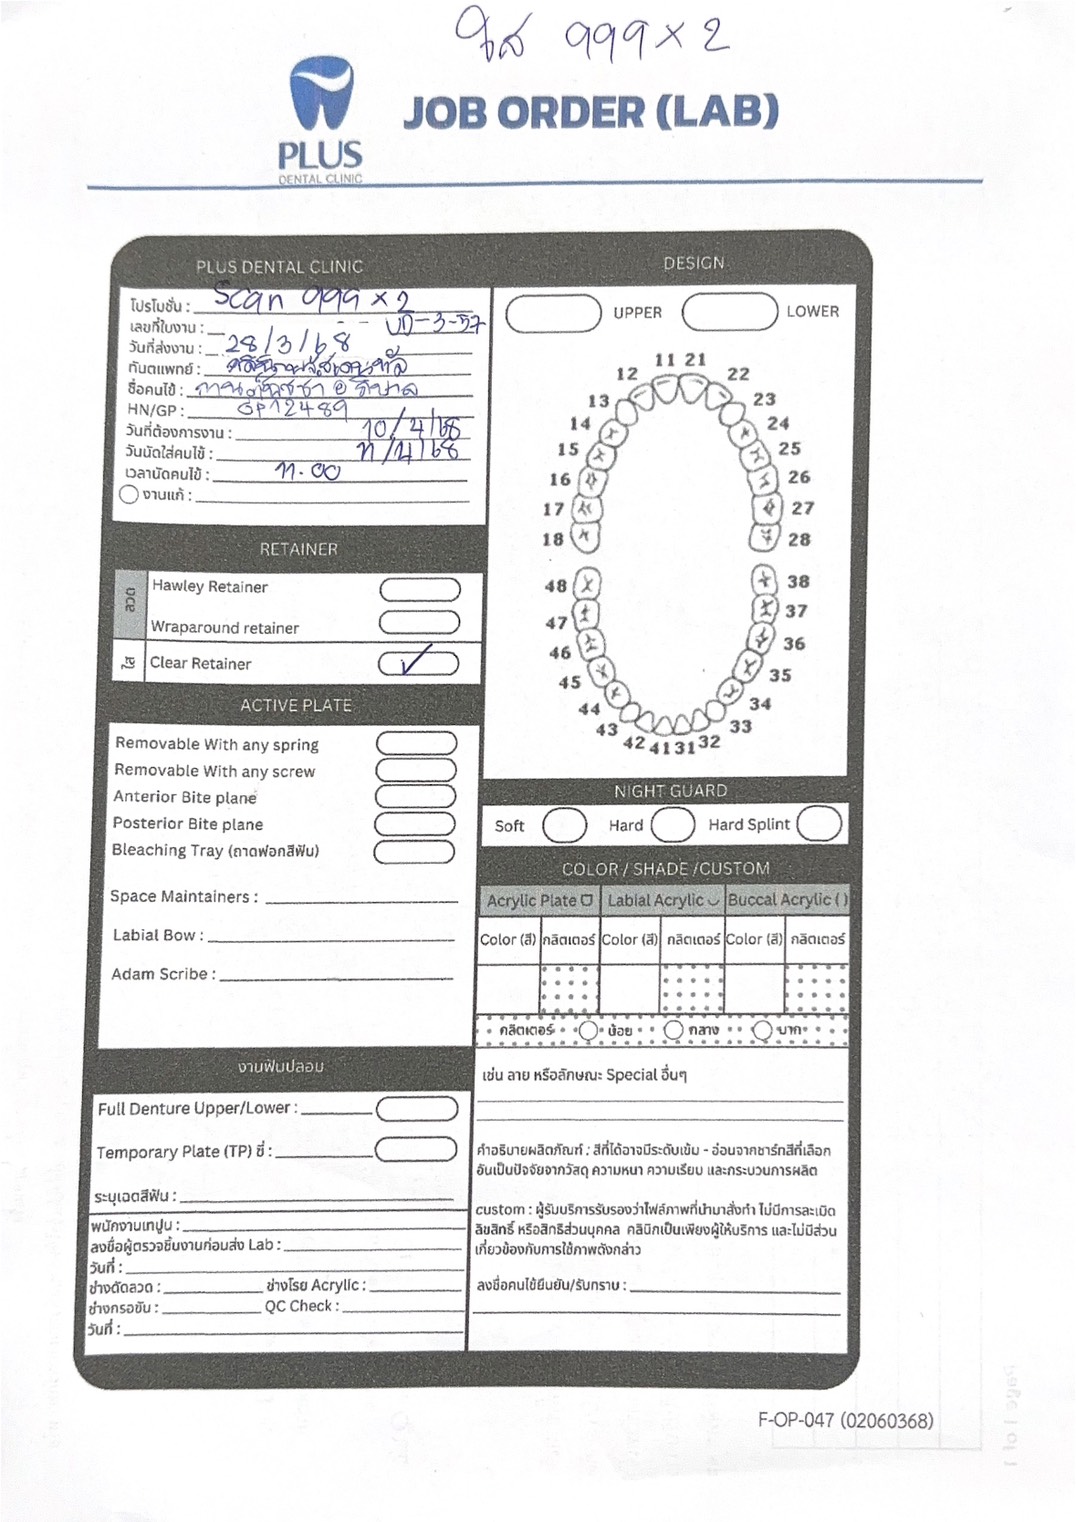 ใส 999 x 2
PLUS
DENTAL CLINIC
JOB ORDER (LAB)
PLUS DENTAL CLINIC
โปรโมชั่น : Scan 999 x 2
เลขที่ใบงาน : UD-3-57
วันที่ส่งงาน : 28/3/68
ทันตแพทย์ :
ชื่อคนไข้ :
HN/GP : GP12489
วันที่ต้องการงาน : 10/4/68
วันนัดใส่คนไข้ : 11/4/68
เวลานัดคนไข้ : 11.00
งานแก้ :
RETAINER
ลวด
Hawley Retainer
Wraparound retainer
ใส
Clear Retainer
ACTIVE PLATE
Removable With any spring
Removable With any screw
Anterior Bite plane
Posterior Bite plane
Bleaching Tray (ถาดฟอกสีฟัน)
Space Maintainers :
Labial Bow :
Adam Scribe :
งานฟันปลอม
Full Denture Upper/Lower :
Temporary Plate (TP) ซี่ :
ระบุเฉดสีฟัน :
พนักงานเทปูน :
ลงชื่อผู้ตรวจชิ้นงานก่อนส่ง Lab :
วันที่ :
ช่างดัดลวด : ช่างโรย Acrylic :
ช่างกรอขัน : QC Check :
วันที่ :
DESIGN
UPPER LOWER
11 21
12 22
13 23
14 24
15 25
16 26
17 27
18 28
48 38
47 37
46 36
45 35
44 34
43 33
42 41 31 32
NIGHT GUARD
Soft Hard Hard Splint
COLOR / SHADE /CUSTOM
Acrylic Plate Labial Acrylic Buccal Acrylic ( )
Color (สี) กลิตเตอร์ Color (สี) กลิตเตอร์ Color (สี) กลิตเตอร์
กลิตเตอร์ น้อย กลาง มาก
เช่น ลาย หรือลักษณะ Special อื่นๆ
คำอธิบายผลิตภัณฑ์ : สีที่ได้อาจมีระดับเข้ม - อ่อนจากชาร์ทสีที่เลือก
อันเป็นปัจจัยจากวัสดุ ความหนา ความเรียบ และกระบวนการผลิต
custom : ผู้รับบริการรับรองว่าไฟล์ภาพที่นำมาสั่งทำ ไม่มีการละเมิด
ลิขสิทธิ์ หรือสิทธิส่วนบุคคล คลินิกเป็นเพียงผู้ให้บริการ และไม่มีส่วน
เกี่ยวข้องกับการใช้ภาพดังกล่าว
ลงชื่อคนไข้ยืนยัน/รับทราบ :
F-OP-047 (02060368)